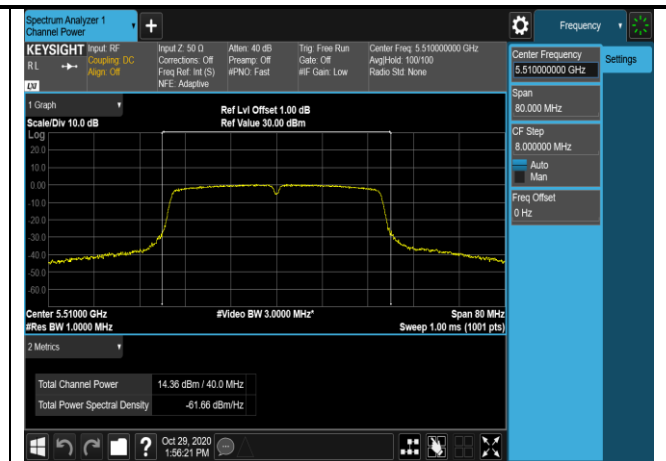 Spectrum Analyzer 1
Channel Power
Frequency
KEYSIGHT
RL
LXI
Input: RF
Coupling: DC
Align: Off
Input Z: 50 Ω
Corrections: Off
Freq Ref: Int (S)
NFE: Adaptive
Atten: 40 dB
Preamp: Off
#PNO: Fast
Trig: Free Run
Gate: Off
#IF Gain: Low
Center Freq: 5.510000000 GHz
Avg|Hold: 100/100
Radio Std: None
Center Frequency
5.510000000 GHz
Settings
Span
80.000 MHz
CF Step
8.000000 MHz
Auto
Man
Freq Offset
0 Hz
1 Graph
Scale/Div 10.0 dB
Ref Lvl Offset 1.00 dB
Ref Value 30.00 dBm
Log
20.0
10.0
0.00
-10.0
-20.0
-30.0
-40.0
-50.0
-60.0
Center 5.51000 GHz
#Video BW 3.0000 MHz*
Span 80 MHz
#Res BW 1.0000 MHz
Sweep 1.00 ms (1001 pts)
2 Metrics
Total Channel Power 14.36 dBm / 40.0 MHz
Total Power Spectral Density -61.66 dBm/Hz
?
Oct 29, 2020
1:56:21 PM